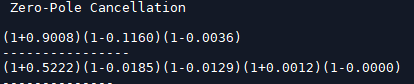 Zero-Pole Cancellation
(1+0.9008)(1-0.1160)(1-0.0036)
----------------
(1+0.5222)(1-0.0185)(1-0.0129)(1+0.0012)(1-0.0000)
--------------